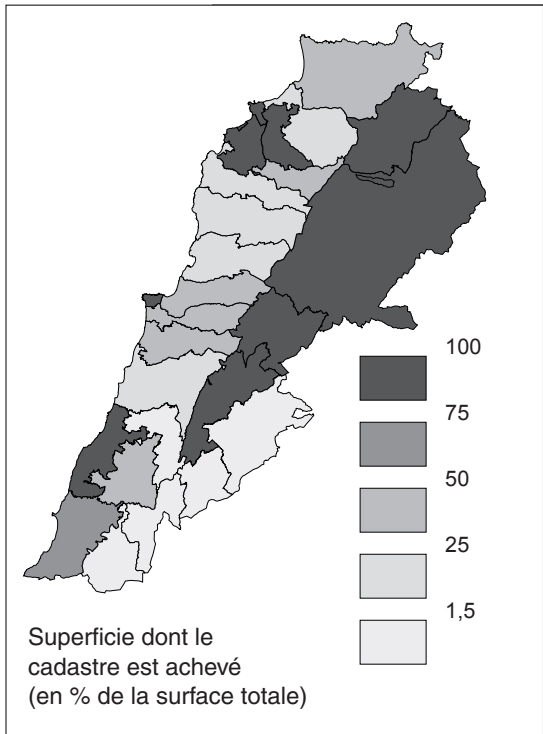 100
75
50
25
1,5
Superficie dont le
cadastre est achevé
(en % de la surface totale)